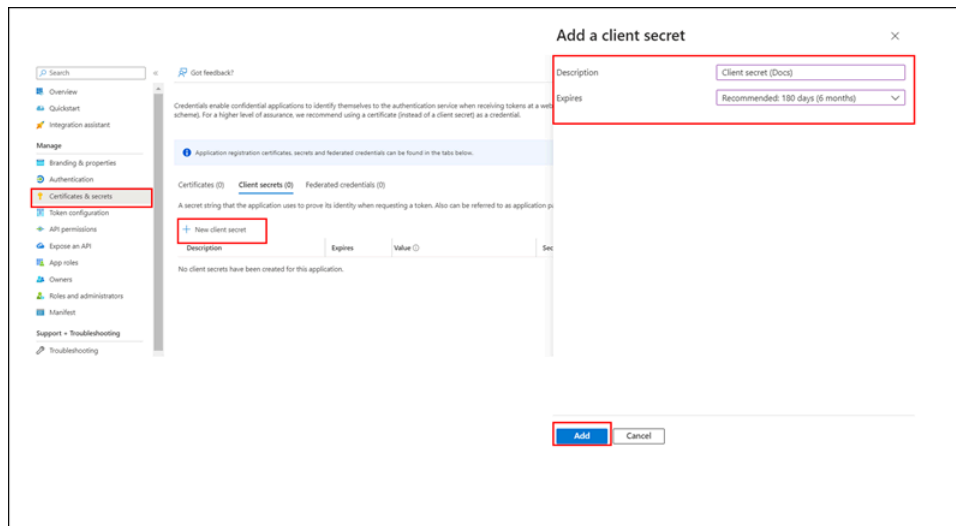 Add a client secret
Search
Got feedback?
Description
Client secret (Docs)
Expires
Recommended: 180 days (6 months)
Overview
Quickstart
Integration assistant
Manage
Branding & properties
Authentication
Certificates & secrets
Token configuration
API permissions
Expose an API
App roles
Owners
Roles and administrators
Manifest
Support + Troubleshooting
Troubleshooting
Credentials enable confidential applications to identify themselves to the authentication service when receiving tokens at a web
scheme). For a higher level of assurance, we recommend using a certificate (instead of a client secret) as a credential.
Application registration certificates, secrets and federated credentials can be found in the tabs below.
Certificates (0) Client secrets (0) Federated credentials (0)
A secret string that the application uses to prove its identity when requesting a token. Also can be referred to as application pa
New client secret
Description Expires Value Sec
No client secrets have been created for this application.
Add Cancel